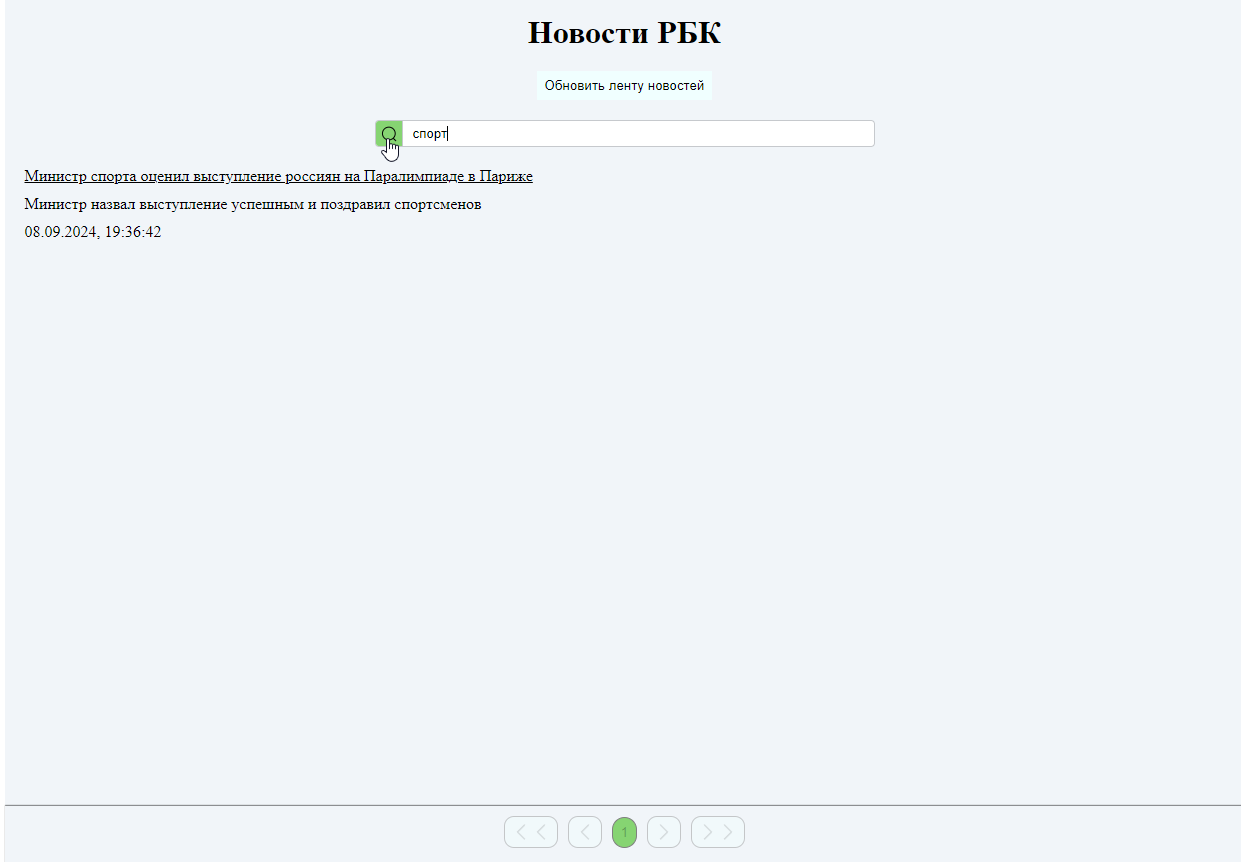 Новости РБК
Обновить ленту новостей
спорт
Министр спорта оценил выступление россиян на Паралимпиаде в Париже
Министр назвал выступление успешным и поздравил спортсменов
08.09.2024, 19:36:42
1